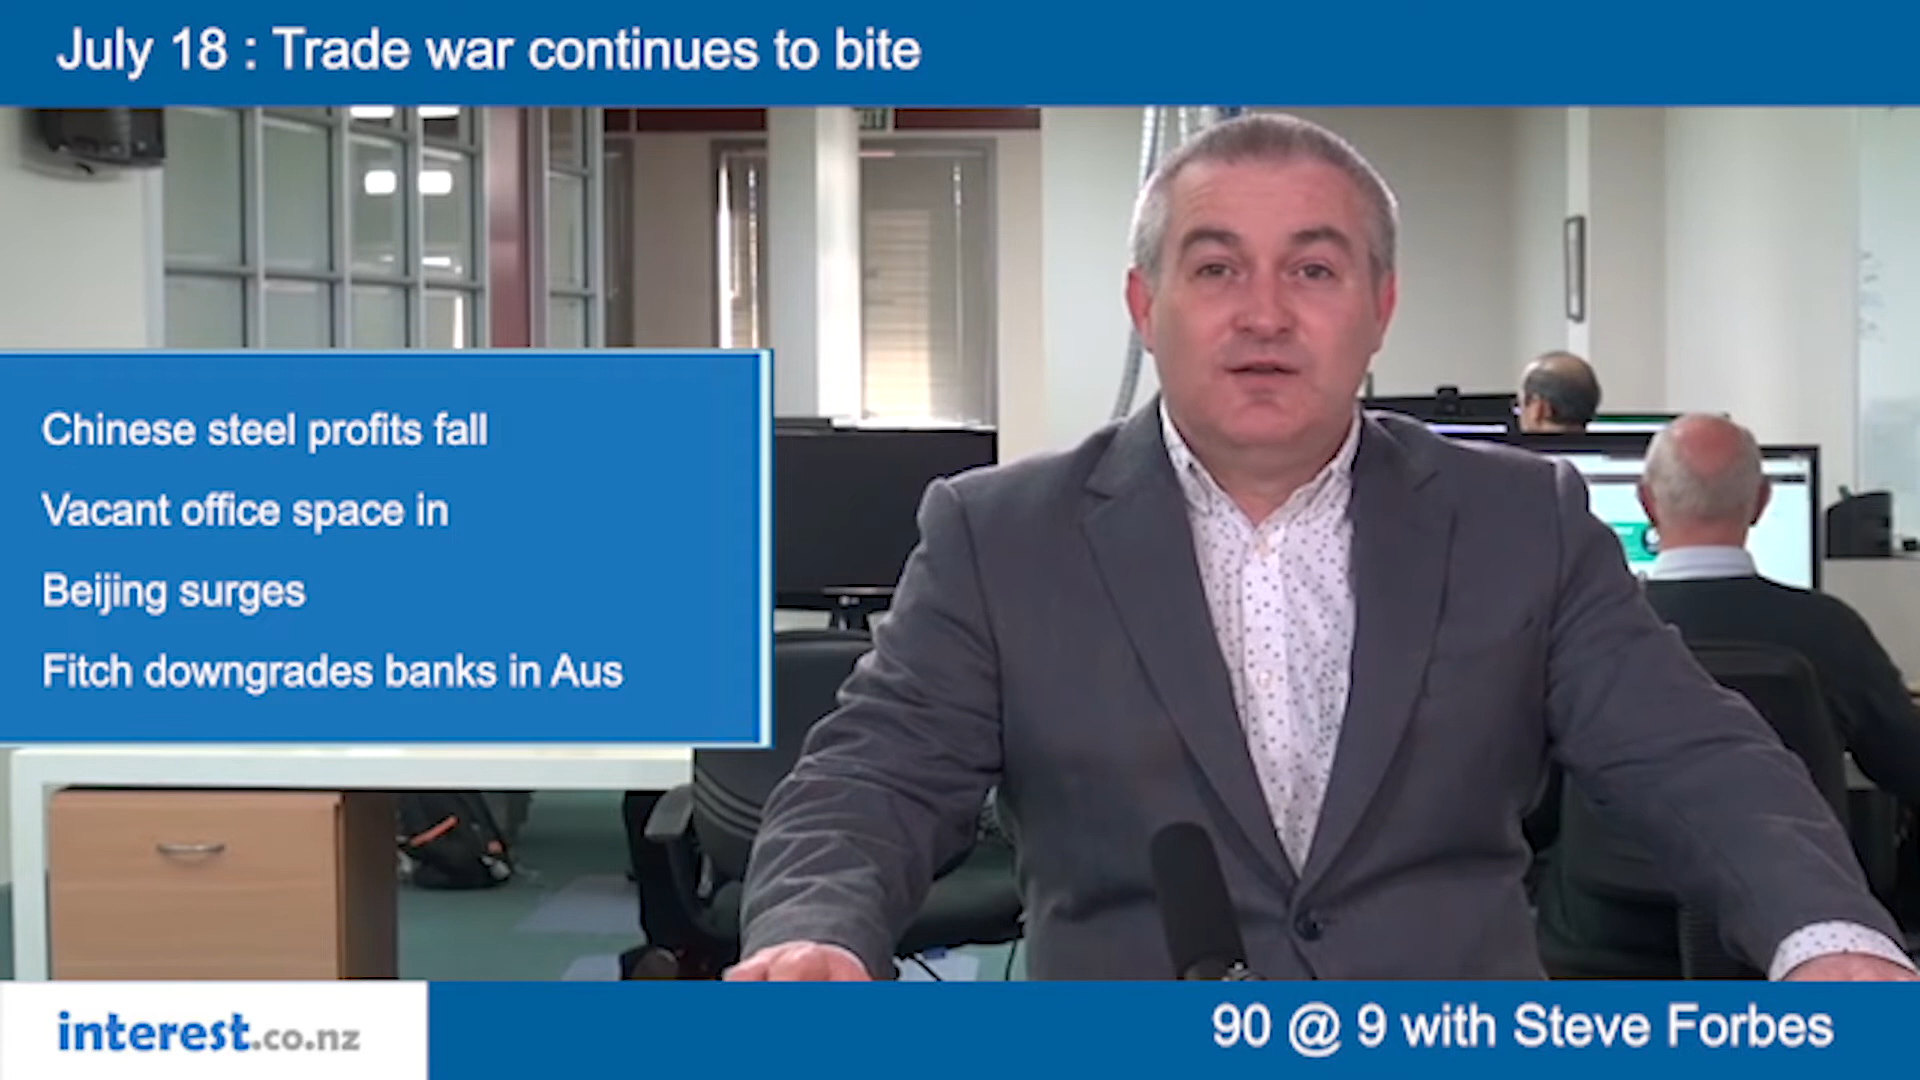 July 18 : Trade war continues to bite
Chinese steel profits fall
Vacant office space in
Beijing surges
Fitch downgrades banks in Aus
interest.co.nz
90 @ 9 with Steve Forbes